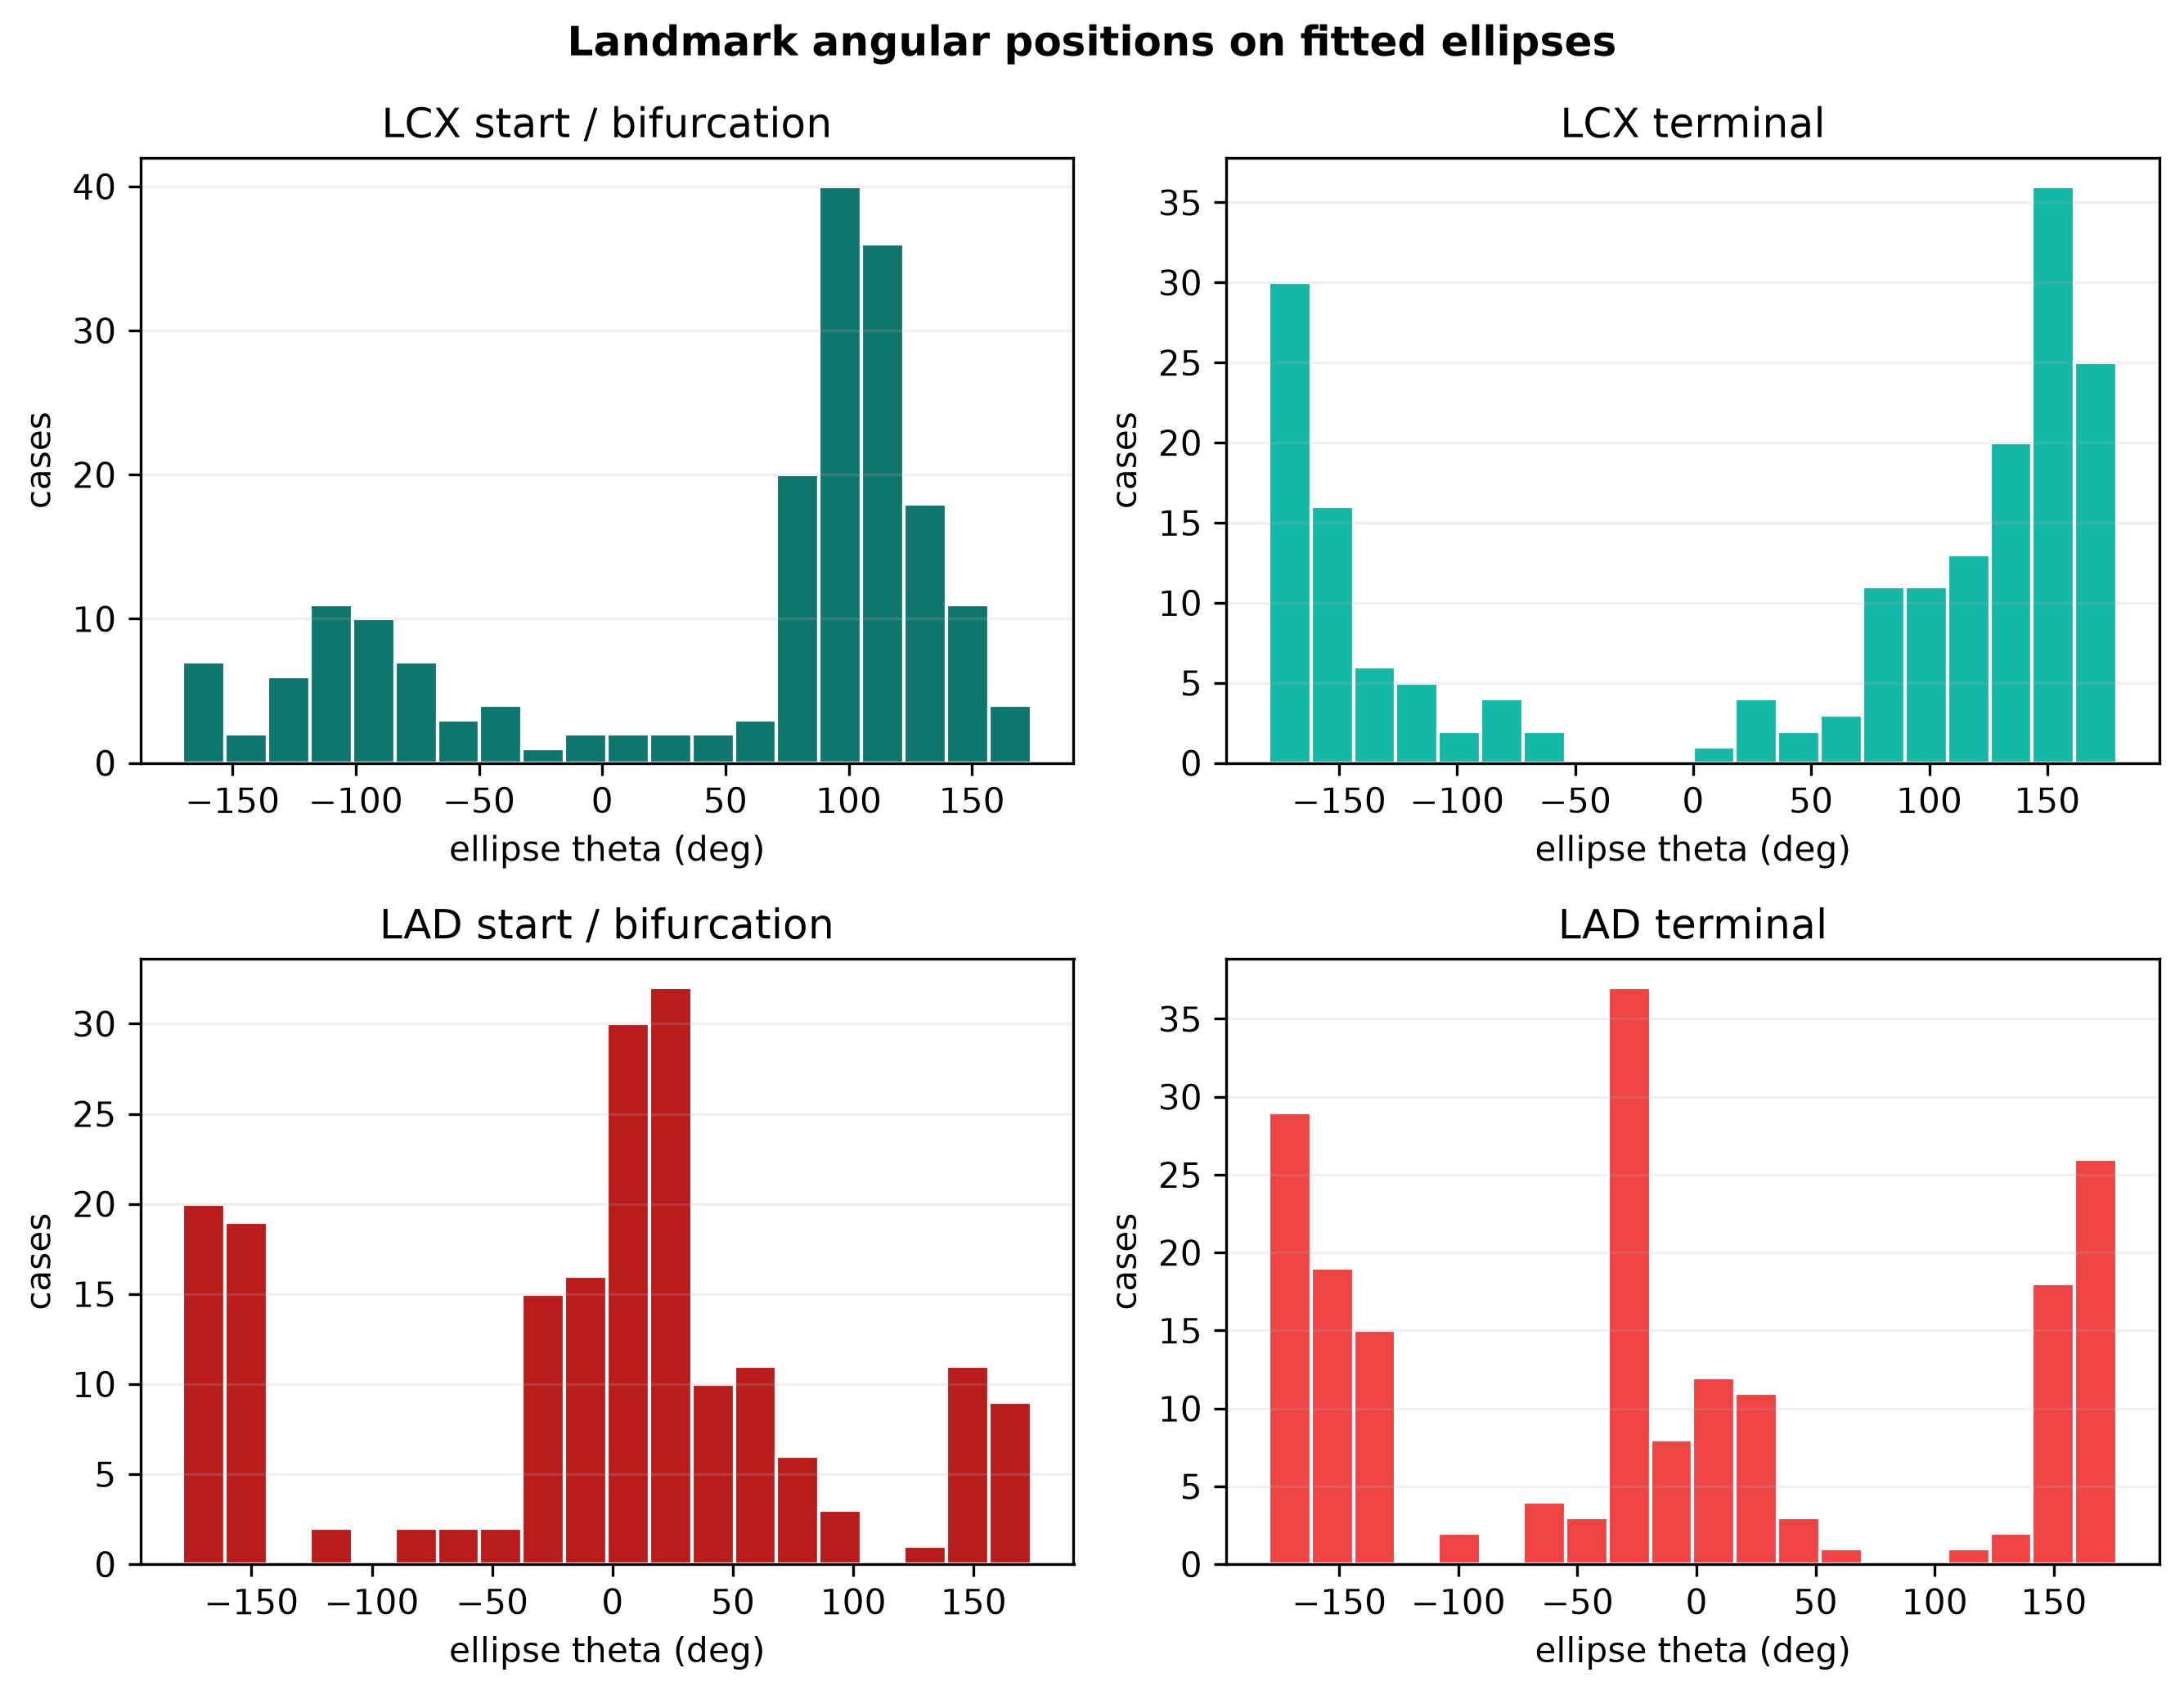 Landmark angular positions on fitted ellipses
LCX start / bifurcation
40
30
20
10
0
cases
−150 −100 −50 0 50 100 150
ellipse theta (deg)
LCX terminal
35
30
25
20
15
10
5
0
cases
−150 −100 −50 0 50 100 150
ellipse theta (deg)
LAD start / bifurcation
30
25
20
15
10
5
0
cases
−150 −100 −50 0 50 100 150
ellipse theta (deg)
LAD terminal
35
30
25
20
15
10
5
0
cases
−150 −100 −50 0 50 100 150
ellipse theta (deg)